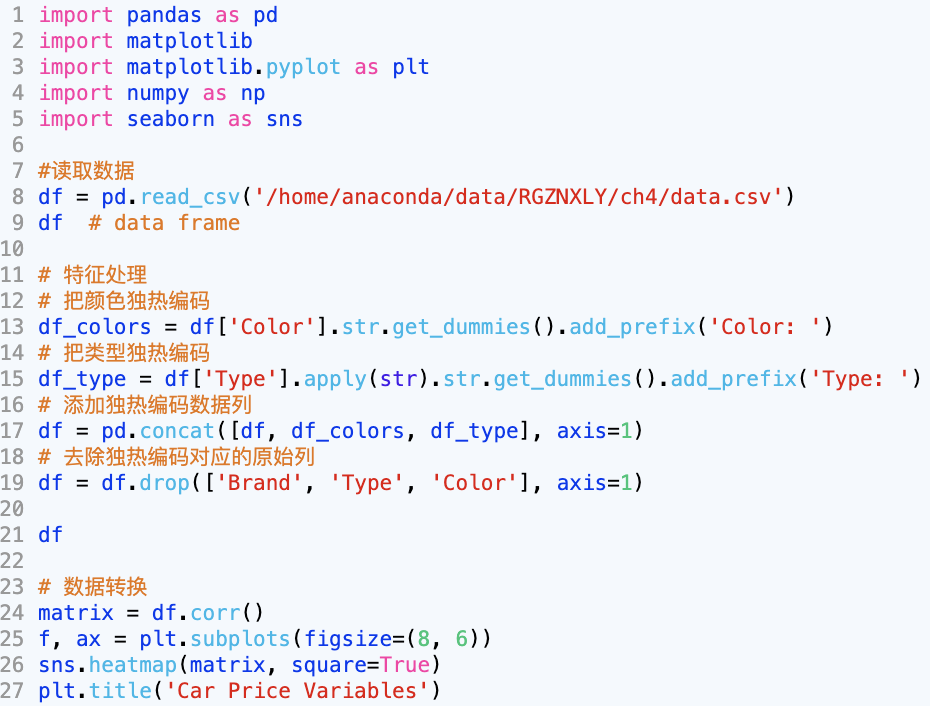 1 import pandas as pd
2 import matplotlib
3 import matplotlib.pyplot as plt
4 import numpy as np
5 import seaborn as sns
6
7 #读取数据
8 df = pd.read_csv('/home/anaconda/data/RGZNXLY/ch4/data.csv')
9 df  # data frame
10
11 # 特征处理
12 # 把颜色独热编码
13 df_colors = df['Color'].str.get_dummies().add_prefix('Color: ')
14 # 把类型独热编码
15 df_type = df['Type'].apply(str).str.get_dummies().add_prefix('Type: ')
16 # 添加独热编码数据列
17 df = pd.concat([df, df_colors, df_type], axis=1)
18 # 去除独热编码对应的原始列
19 df = df.drop(['Brand', 'Type', 'Color'], axis=1)
20
21 df
22
23 # 数据转换
24 matrix = df.corr()
25 f, ax = plt.subplots(figsize=(8, 6))
26 sns.heatmap(matrix, square=True)
27 plt.title('Car Price Variables')